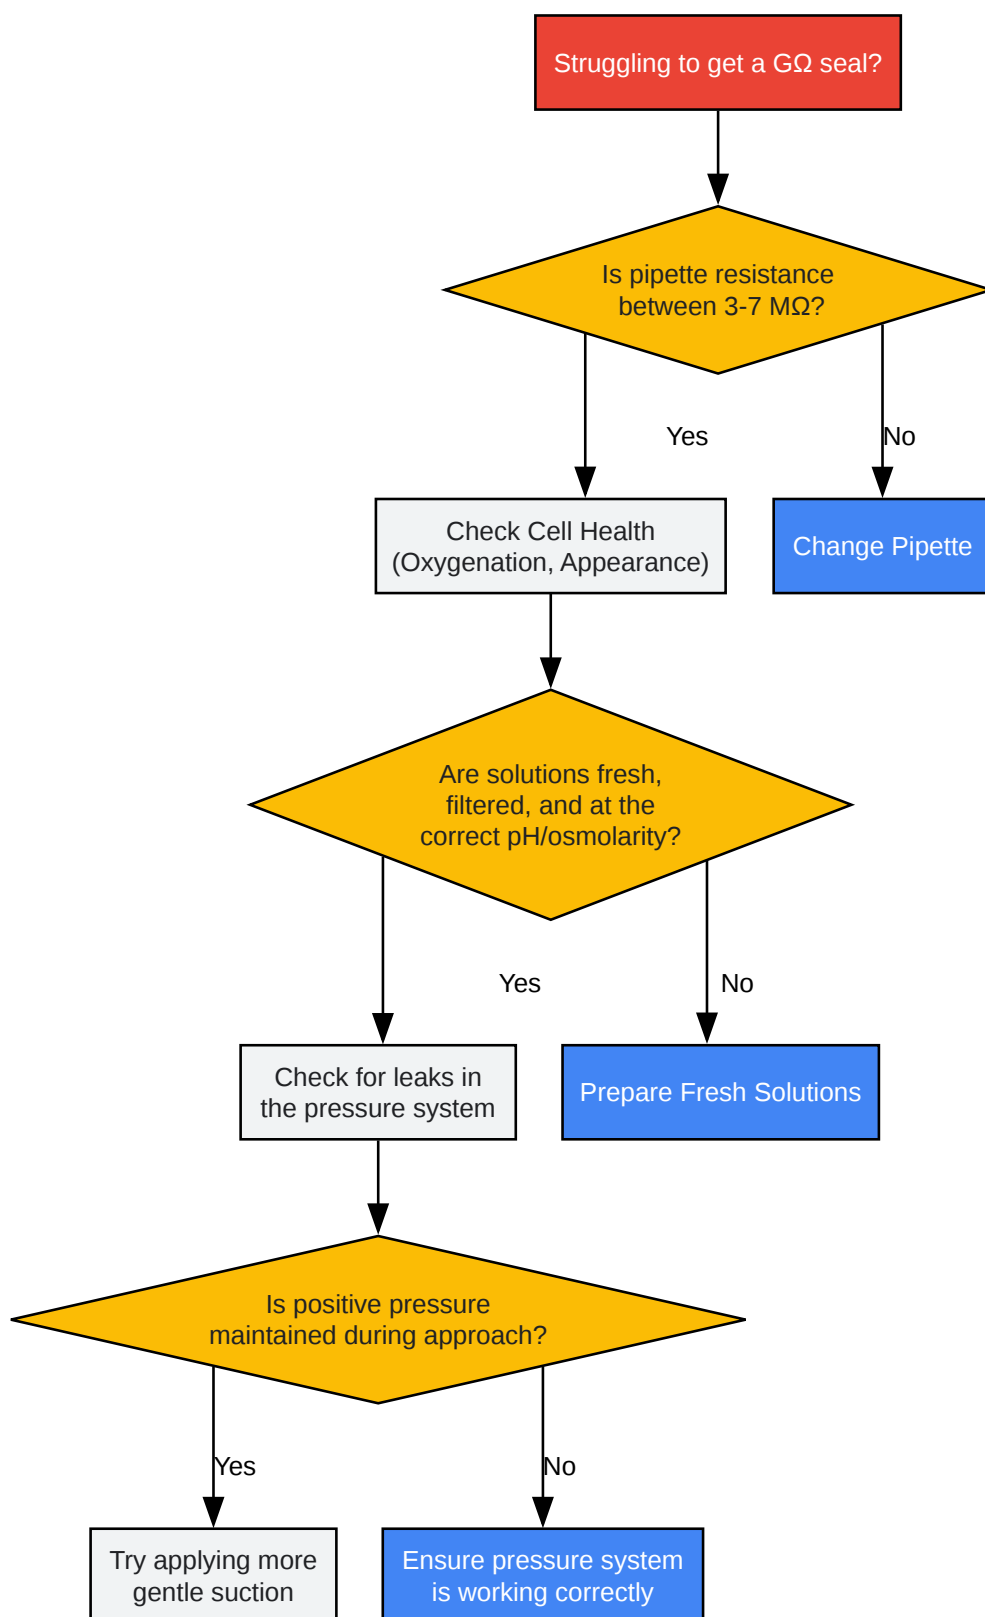 Struggling to get a GΩ seal?
Is pipette resistance
between 3-7 MΩ?
Yes
No
Check Cell Health
(Oxygenation, Appearance)
Change Pipette
Are solutions fresh,
filtered, and at the
correct pH/osmolarity?
Yes
No
Check for leaks in
the pressure system
Prepare Fresh Solutions
Is positive pressure
maintained during approach?
Yes
No
Try applying more
gentle suction
Ensure pressure system
is working correctly